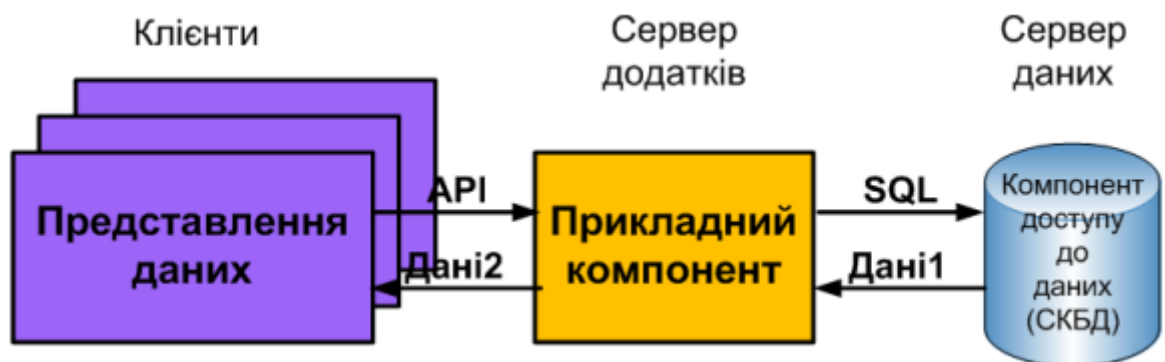 Клієнти
Сервер
додатків
Сервер
даних
Представлення
даних
API
Дані2
Прикладний
компонент
SQL
Дані1
Компонент
доступу
до
даних
(СКБД)